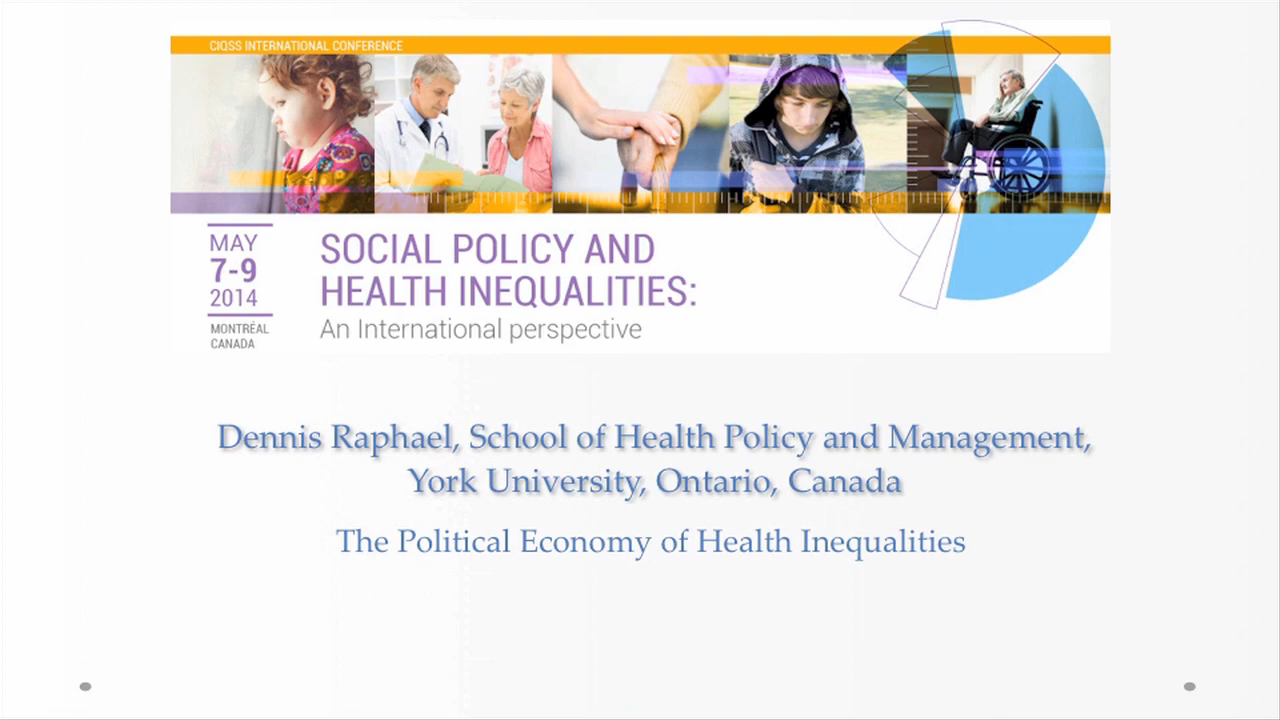 CIQSS INTERNATIONAL CONFERENCE
MAY
7-9
2014
MONTRÉAL
CANADA
SOCIAL POLICY AND
HEALTH INEQUALITIES:
An International perspective
Dennis Raphael, School of Health Policy and Management,
York University, Ontario, Canada
The Political Economy of Health Inequalities